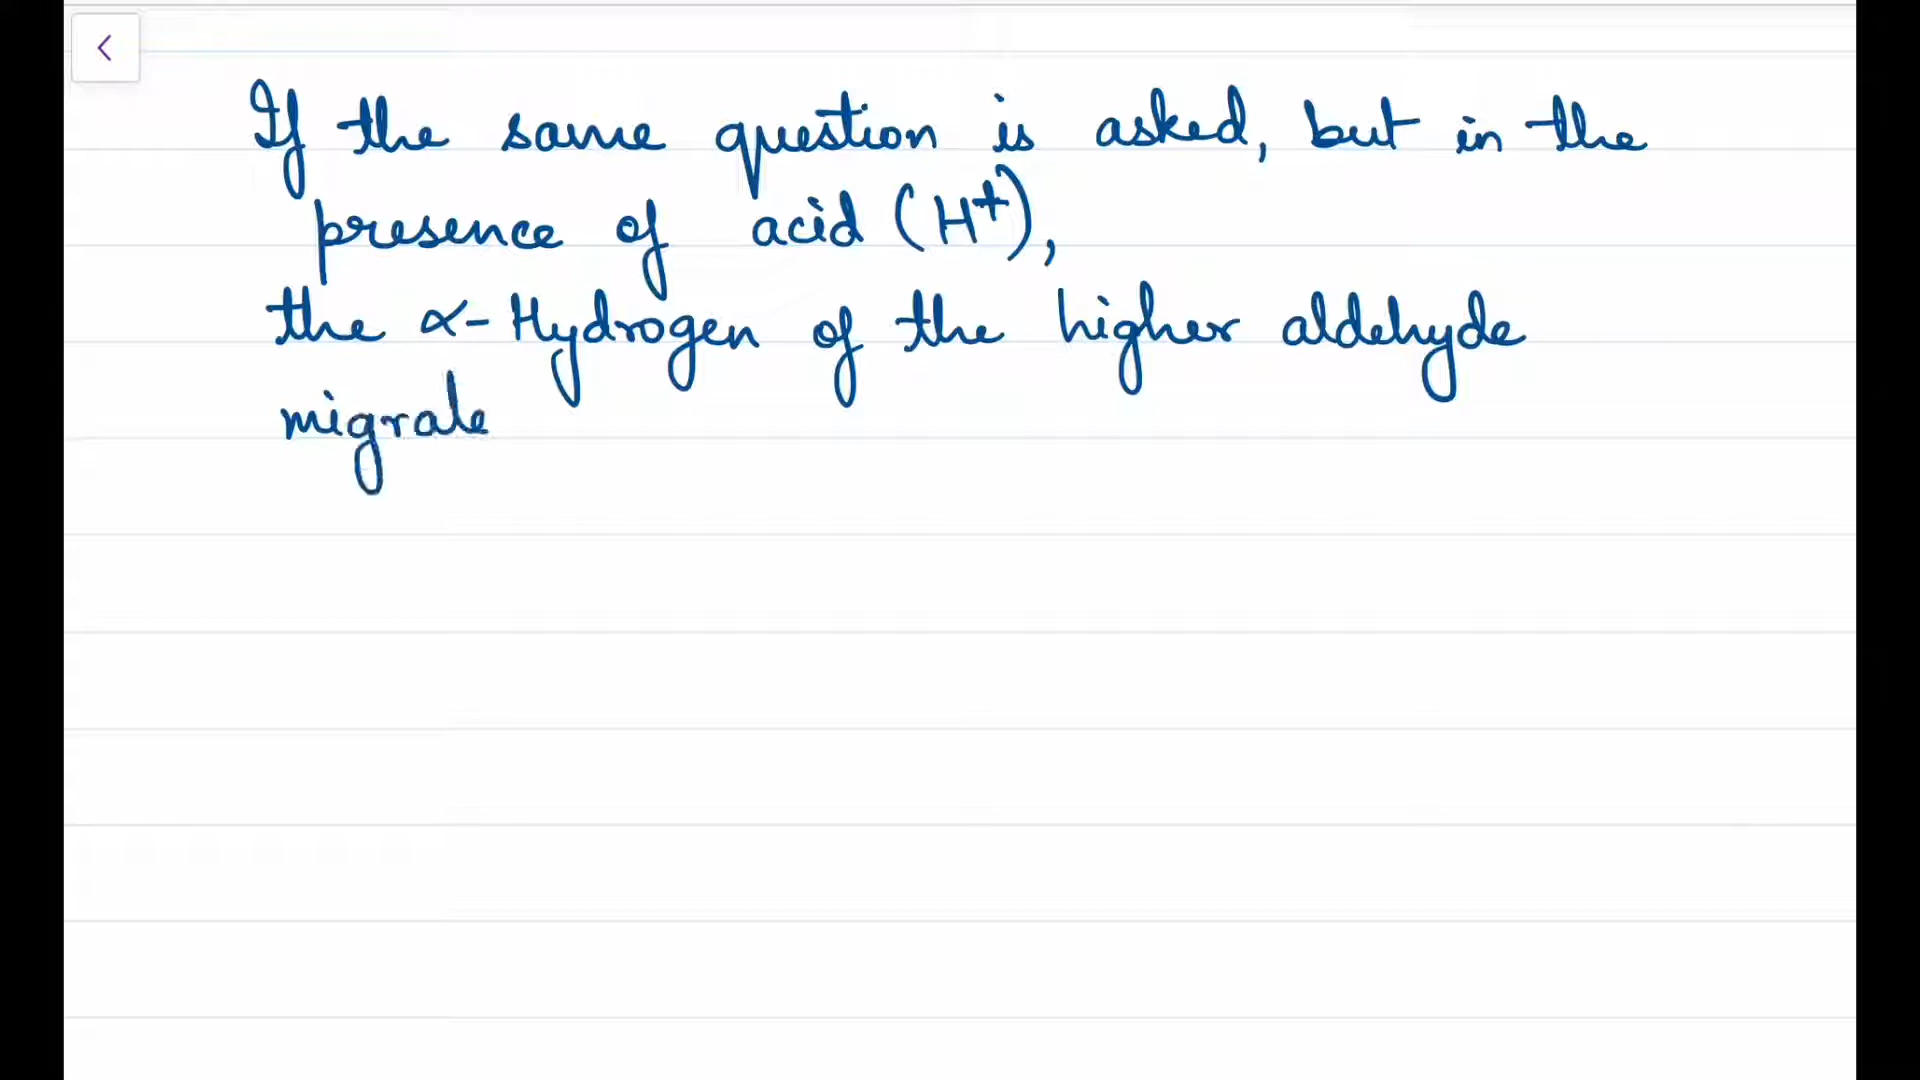 If the same question is asked, but in the
presence of acid (H⁺),
the α-Hydrogen of the higher aldehyde
migrate